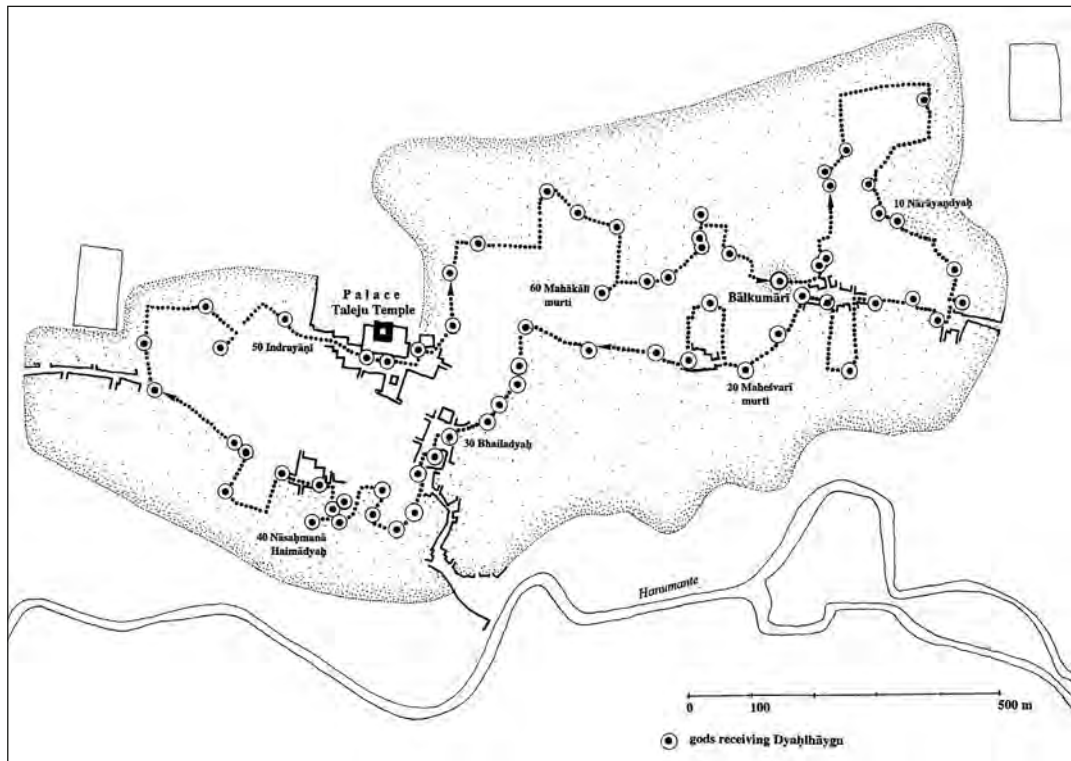 10 Nārāyaṇdyaḥ
60 Mahākālī
murti
Palace
Taleju Temple
Bālkumārī
50 Indrayāṇī
20 Maheśvarī
murti
30 Bhailadyaḥ
40 Nāsaḥmanā
Haimādyaḥ
Hanumante
0 100 500 m
gods receiving Dyaḥlhāygu